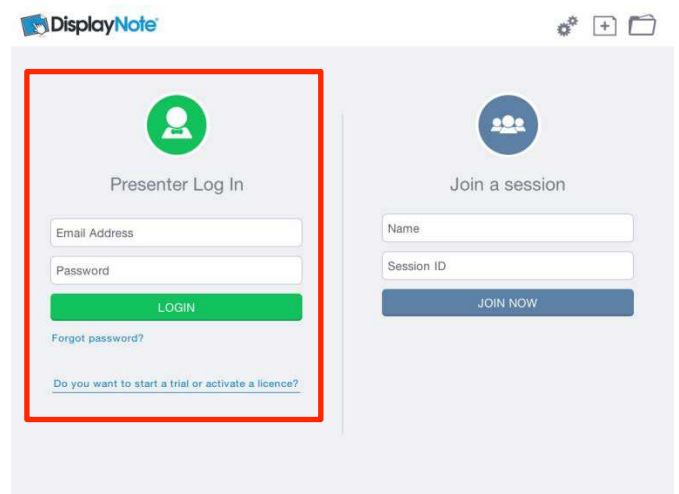 DisplayNote
Presenter Log In
Email Address
Password
LOGIN
Forgot password?
Do you want to start a trial or activate a licence?
Join a session
Name
Session ID
JOIN NOW